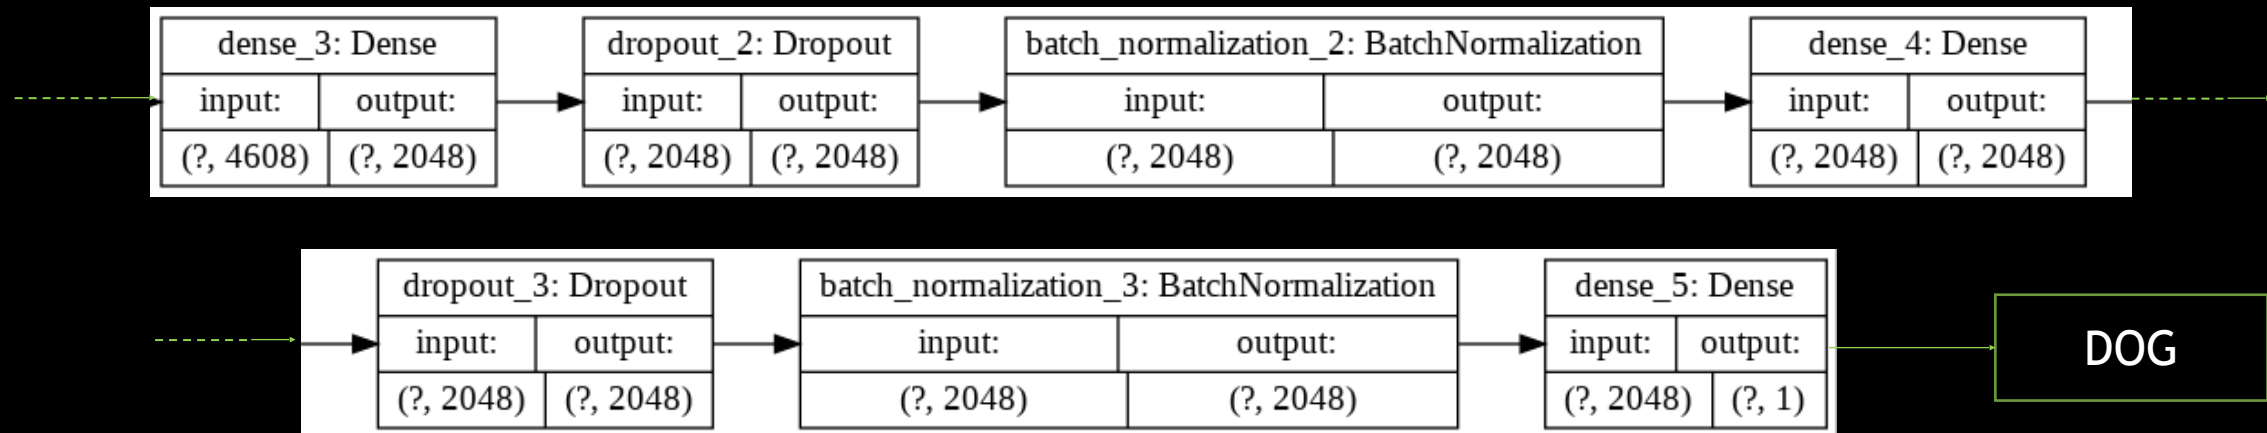 dense_3: Dense
input: output:
(?, 4608) (?, 2048)
dropout_2: Dropout
input: output:
(?, 2048) (?, 2048)
batch_normalization_2: BatchNormalization
input: output:
(?, 2048) (?, 2048)
dense_4: Dense
input: output:
(?, 2048) (?, 2048)
dropout_3: Dropout
input: output:
(?, 2048) (?, 2048)
batch_normalization_3: BatchNormalization
input: output:
(?, 2048) (?, 2048)
dense_5: Dense
input: output:
(?, 2048) (?, 1)
DOG